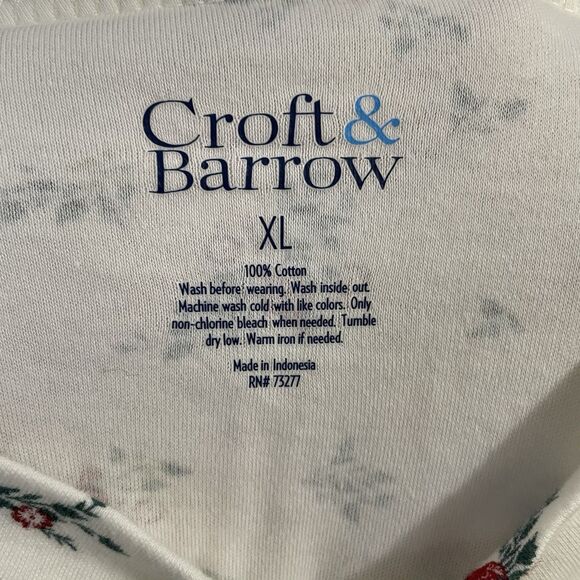 Croft &
Barrow
XL
100% Cotton
Wash before wearing. Wash inside out.
Machine wash cold with like colors. Only
non-chlorine bleach when needed. Tumble
dry low. Warm iron if needed.
Made in Indonesia
RN# 73277